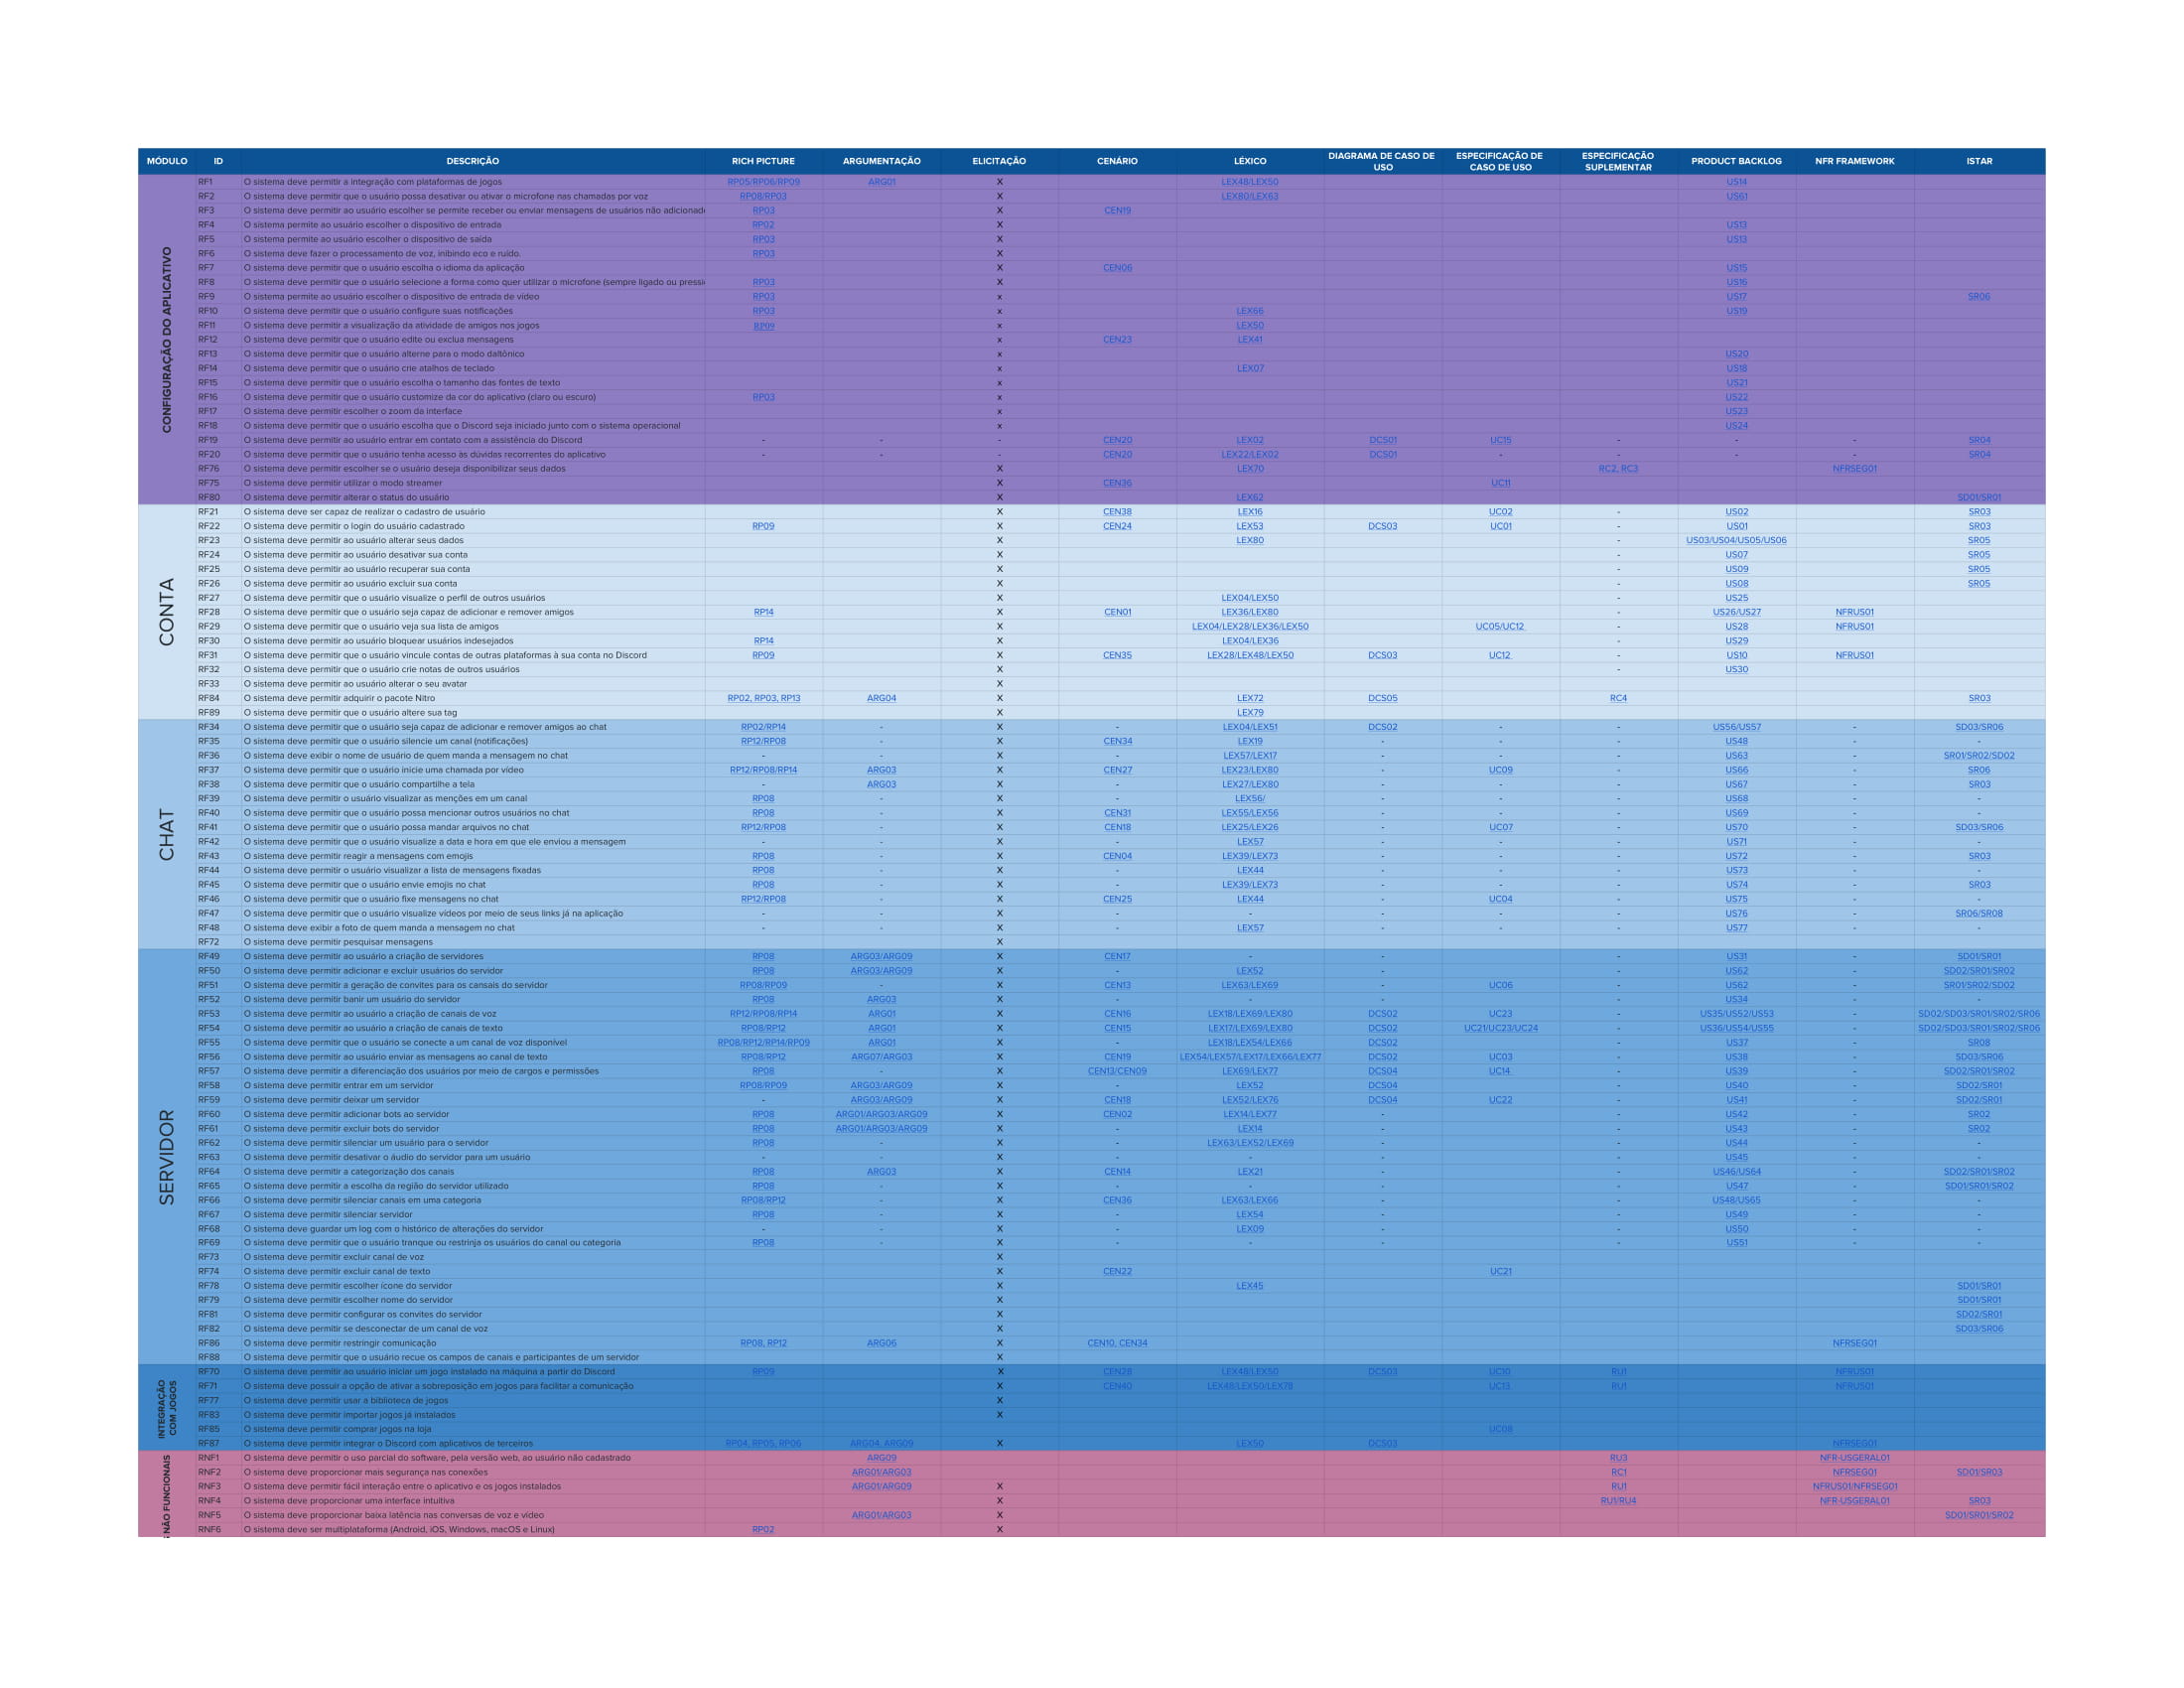 MÓDULO ID DESCRIÇÃO RICH PICTURE ARGUMENTAÇÃO ELICITAÇÃO CENÁRIO LÉXICO DIAGRAMA DE CASO DE USO ESPECIFICAÇÃO DE CASO DE USO ESPECIFICAÇÃO SUPLEMENTAR PRODUCT BACKLOG NFR FRAMEWORK ISTAR
CONFIGURAÇÃO DO APLICATIVO
RF1 O sistema deve permitir a integração com plataformas de jogos RP05/RP06/RP09 ARG01 X LEX48/LEX50 US14
RF2 O sistema deve permitir que o usuário possa desativar ou ativar o microfone nas chamadas por voz RP08/RP03 X LEX80/LEX63 US61
RF3 O sistema deve permitir ao usuário escolher se permite receber ou enviar mensagens de usuários não adicionad RP03 X CEN19
RF4 O sistema permite ao usuário escolher o dispositivo de entrada RP02 X US13
RF5 O sistema permite ao usuário escolher o dispositivo de saída RP03 X US13
RF6 O sistema deve fazer o processamento de voz, inibindo eco e ruído. RP03 X
RF7 O sistema deve permitir que o usuário escolha o idioma da aplicação X CEN06 US15
RF8 O sistema deve permitir que o usuário selecione a forma como quer utilizar o microfone (sempre ligado ou pressi RP03 X US16
RF9 O sistema permite ao usuário escolher o dispositivo de entrada de vídeo RP03 x US17 SR06
RF10 O sistema deve permitir que o usuário configure suas notificações RP03 x LEX66 US19
RF11 O sistema deve permitir a visualização da atividade de amigos nos jogos RP09 x LEX50
RF12 O sistema deve permitir que o usuário edite ou exclua mensagens x CEN23 LEX41
RF13 O sistema deve permitir que o usuário alterne para o modo daltônico x US20
RF14 O sistema deve permitir que o usuário crie atalhos de teclado x LEX07 US18
RF15 O sistema deve permitir que o usuário escolha o tamanho das fontes de texto x US21
RF16 O sistema deve permitir que o usuário customize da cor do aplicativo (claro ou escuro) RP03 x US22
RF17 O sistema deve permitir escolher o zoom da interface x US23
RF18 O sistema deve permitir que o usuário escolha que o Discord seja iniciado junto com o sistema operacional x US24
RF19 O sistema deve permitir ao usuário entrar em contato com a assistência do Discord - - - CEN20 LEX02 DCS01 UC15 - - - SR04
RF20 O sistema deve permitir que o usuário tenha acesso às dúvidas recorrentes do aplicativo - - - CEN20 LEX22/LEX02 DCS01 - - - - SR04
RF76 O sistema deve permitir escolher se o usuário deseja disponibilizar seus dados X LEX70 RC2, RC3 NFRSEG01
RF75 O sistema deve permitir utilizar o modo streamer X CEN36 UC11
RF80 O sistema deve permitir alterar o status do usuário X LEX62 SD01/SR01
CONTA
RF21 O sistema deve ser capaz de realizar o cadastro de usuário X CEN38 LEX16 UC02 - US02 SR03
RF22 O sistema deve permitir o login do usuário cadastrado RP09 X CEN24 LEX53 DCS03 UC01 - US01 SR03
RF23 O sistema deve permitir ao usuário alterar seus dados X LEX80 - US03/US04/US05/US06 SR05
RF24 O sistema deve permitir ao usuário desativar sua conta X - US07 SR05
RF25 O sistema deve permitir ao usuário recuperar sua conta X - US09 SR05
RF26 O sistema deve permitir ao usuário excluir sua conta X - US08 SR05
RF27 O sistema deve permitir que o usuário visualize o perfil de outros usuários X LEX04/LEX50 - US25
RF28 O sistema deve permitir que o usuário seja capaz de adicionar e remover amigos RP14 X CEN01 LEX36/LEX80 - US26/US27 NFRUS01
RF29 O sistema deve permitir que o usuário veja sua lista de amigos X LEX04/LEX28/LEX36/LEX50 UC05/UC12 - US28 NFRUS01
RF30 O sistema deve permitir ao usuário bloquear usuários indesejados RP14 X LEX04/LEX36 - US29
RF31 O sistema deve permitir que o usuário vincule contas de outras plataformas à sua conta no Discord RP09 X CEN35 LEX28/LEX48/LEX50 DCS03 UC12 - US10 NFRUS01
RF32 O sistema deve permitir que o usuário crie notas de outros usuários X - US30
RF33 O sistema deve permitir ao usuário alterar o seu avatar X
RF84 O sistema deve permitir adquirir o pacote Nitro RP02, RP03, RP13 ARG04 X LEX72 DCS05 RC4 SR03
RF89 O sistema deve permitir que o usuário altere sua tag X LEX79
CHAT
RF34 O sistema deve permitir que o usuário seja capaz de adicionar e remover amigos ao chat RP02/RP14 - X - LEX04/LEX51 DCS02 - - US56/US57 - SD03/SR06
RF35 O sistema deve permitir que o usuário silencie um canal (notificações) RP12/RP08 - X CEN34 LEX19 - - - US48 - -
RF36 O sistema deve exibir o nome de usuário de quem manda a mensagem no chat - - X - LEX57/LEX17 - - - US63 - SR01/SR02/SD02
RF37 O sistema deve permitir que o usuário inicie uma chamada por vídeo RP12/RP08/RP14 ARG03 X CEN27 LEX23/LEX80 - UC09 - US66 - SR06
RF38 O sistema deve permitir que o usuário compartilhe a tela - ARG03 X - LEX27/LEX80 - - - US67 - SR03
RF39 O sistema deve permitir o usuário visualizar as menções em um canal RP08 - X - LEX56/ - - - US68 - -
RF40 O sistema deve permitir que o usuário possa mencionar outros usuários no chat RP08 - X CEN31 LEX55/LEX56 - - - US69 - -
RF41 O sistema deve permitir que o usuário possa mandar arquivos no chat RP12/RP08 - X CEN18 LEX25/LEX26 - UC07 - US70 - SD03/SR06
RF42 O sistema deve permitir que o usuário visualize a data e hora em que ele enviou a mensagem - - X - LEX57 - - - US71 - -
RF43 O sistema deve permitir reagir a mensagens com emojis RP08 - X CEN04 LEX39/LEX73 - - - US72 - SR03
RF44 O sistema deve permitir o usuário visualizar a lista de mensagens fixadas RP08 - X - LEX44 - - - US73 - -
RF45 O sistema deve permitir que o usuário envie emojis no chat RP08 - X - LEX39/LEX73 - - - US74 - SR03
RF46 O sistema deve permitir que o usuário fixe mensagens no chat RP12/RP08 - X CEN25 LEX44 - UC04 - US75 - -
RF47 O sistema deve permitir que o usuário visualize vídeos por meio de seus links já na aplicação - - X - - - - - US76 - SR06/SR08
RF48 O sistema deve exibir a foto de quem manda a mensagem no chat - - X - LEX57 - - - US77 - -
RF72 O sistema deve permitir pesquisar mensagens X
SERVIDOR
RF49 O sistema deve permitir ao usuário a criação de servidores RP08 ARG03/ARG09 X CEN17 - - - US31 - SD01/SR01
RF50 O sistema deve permitir adicionar e excluir usuários do servidor RP08 ARG03/ARG09 X - LEX52 - - US62 - SD02/SR01/SR02
RF51 O sistema deve permitir a geração de convites para os cansais do servidor RP08/RP09 - X CEN13 LEX63/LEX69 - UC06 - US62 - SR01/SR02/SD02
RF52 O sistema deve permitir banir um usuário do servidor RP08 ARG03 X - - - - US34 - -
RF53 O sistema deve permitir ao usuário a criação de canais de voz RP12/RP08/RP14 ARG01 X CEN16 LEX18/LEX69/LEX80 DCS02 UC23 - US35/US52/US53 - SD02/SD03/SR01/SR02/SR06
RF54 O sistema deve permitir ao usuário a criação de canais de texto RP08/RP12 ARG01 X CEN15 LEX17/LEX69/LEX80 DCS02 UC21/UC23/UC24 - US36/US54/US55 - SD02/SD03/SR01/SR02/SR06
RF55 O sistema deve permitir que o usuário se conecte a um canal de voz disponível RP08/RP12/RP14/RP09 ARG01 X - LEX18/LEX54/LEX66 DCS02 - US37 - SR08
RF56 O sistema deve permitir ao usuário enviar as mensagens ao canal de texto RP08/RP12 ARG07/ARG03 X CEN19 LEX54/LEX57/LEX17/LEX66/LEX77 DCS02 UC03 - US38 - SD03/SR06
RF57 O sistema deve permitir a diferenciação dos usuários por meio de cargos e permissões RP08 - X CEN13/CEN09 LEX69/LEX77 DCS04 UC14 - US39 - SD02/SR01/SR02
RF58 O sistema deve permitir entrar em um servidor RP08/RP09 ARG03/ARG09 X - LEX52 DCS04 - US40 - SD02/SR01
RF59 O sistema deve permitir deixar um servidor - ARG03/ARG09 X CEN18 LEX52/LEX76 DCS04 UC22 - US41 - SD02/SR01
RF60 O sistema deve permitir adicionar bots ao servidor RP08 ARG01/ARG03/ARG09 X CEN02 LEX14/LEX77 - - US42 - SR02
RF61 O sistema deve permitir excluir bots do servidor RP08 ARG01/ARG03/ARG09 X - LEX14 - - US43 - SR02
RF62 O sistema deve permitir silenciar um usuário para o servidor RP08 - X - LEX63/LEX52/LEX69 - - US44 - -
RF63 O sistema deve permitir desativar o áudio do servidor para um usuário - - X - - - - US45 - -
RF64 O sistema deve permitir a categorização dos canais RP08 ARG03 X CEN14 LEX21 - - US46/US64 - SD02/SR01/SR02
RF65 O sistema deve permitir a escolha da região do servidor utilizado RP08 - X - - - - US47 - SD01/SR01/SR02
RF66 O sistema deve permitir silenciar canais em uma categoria RP08/RP12 - X CEN36 LEX63/LEX66 - - US48/US65 - -
RF67 O sistema deve permitir silenciar servidor RP08 - X - LEX54 - - US49 - -
RF68 O sistema deve guardar um log com o histórico de alterações do servidor - - X - LEX09 - - US50 - -
RF69 O sistema deve permitir que o usuário tranque ou restrinja os usuários do canal ou categoria RP08 - X - - - - US51 - -
RF73 O sistema deve permitir excluir canal de voz X
RF74 O sistema deve permitir excluir canal de texto X CEN22 UC21
RF78 O sistema deve permitir escolher ícone do servidor X LEX45 SD01/SR01
RF79 O sistema deve permitir escolher nome do servidor X SD01/SR01
RF81 O sistema deve permitir configurar os convites do servidor X SD02/SR01
RF82 O sistema deve permitir se desconectar de um canal de voz X SD03/SR06
RF86 O sistema deve permitir restringir comunicação RP08, RP12 ARG06 X CEN10, CEN34 NFRSEG01
RF88 O sistema deve permitir que o usuário recue os campos de canais e participantes de um servidor X
INTEGRAÇÃO COM JOGOS
RF70 O sistema deve permitir ao usuário iniciar um jogo instalado na máquina a partir do Discord RP09 X CEN28 LEX48/LEX50 DCS03 UC10 RU1 NFRUS01
RF71 O sistema deve possuir a opção de ativar a sobreposição em jogos para facilitar a comunicação X CEN40 LEX48/LEX50/LEX78 UC13 RU1 NFRUS01
RF77 O sistema deve permitir usar a biblioteca de jogos X
RF83 O sistema deve permitir importar jogos já instalados X
RF85 O sistema deve permitir comprar jogos na loja UC08
RF87 O sistema deve permitir integrar o Discord com aplicativos de terceiros RP04, RP05, RP06 ARG04, ARG09 X LEX50 DCS03 NFRSEG01
NÃO FUNCIONAIS
RNF1 O sistema deve permitir o uso parcial do software, pela versão web, ao usuário não cadastrado ARG09 RU3 NFR-USGERAL01
RNF2 O sistema deve proporcionar mais segurança nas conexões ARG01/ARG03 RC1 NFRSEG01 SD01/SR03
RNF3 O sistema deve permitir fácil interação entre o aplicativo e os jogos instalados ARG01/ARG09 X RU1 NFRUS01/NFRSEG01
RNF4 O sistema deve proporcionar uma interface intuitiva X RU1/RU4 NFR-USGERAL01 SR03
RNF5 O sistema deve proporcionar baixa latência nas conversas de voz e vídeo ARG01/ARG03 X SD01/SR01/SR02
RNF6 O sistema deve ser multiplataforma (Android, iOS, Windows, macOS e Linux) RP02 X